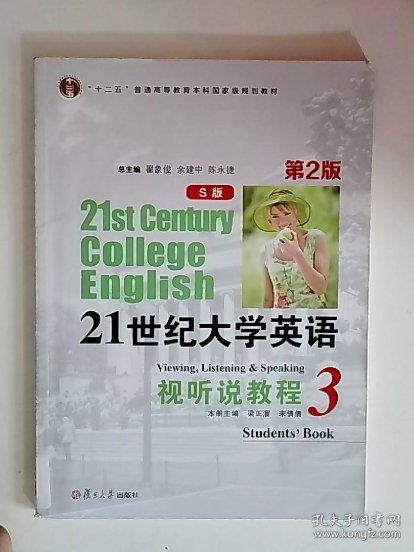 "十二五"普通高等教育本科国家级规划教材
总主编 翟象俊 余建中 陈永捷
第2版
S版
21st Century
College
English
21世纪大学英语
Viewing, Listening & Speaking
视听说教程 3
本册主编 梁正溜 宋倩倩
Students' Book
复旦大学出版社
孔夫子旧书网